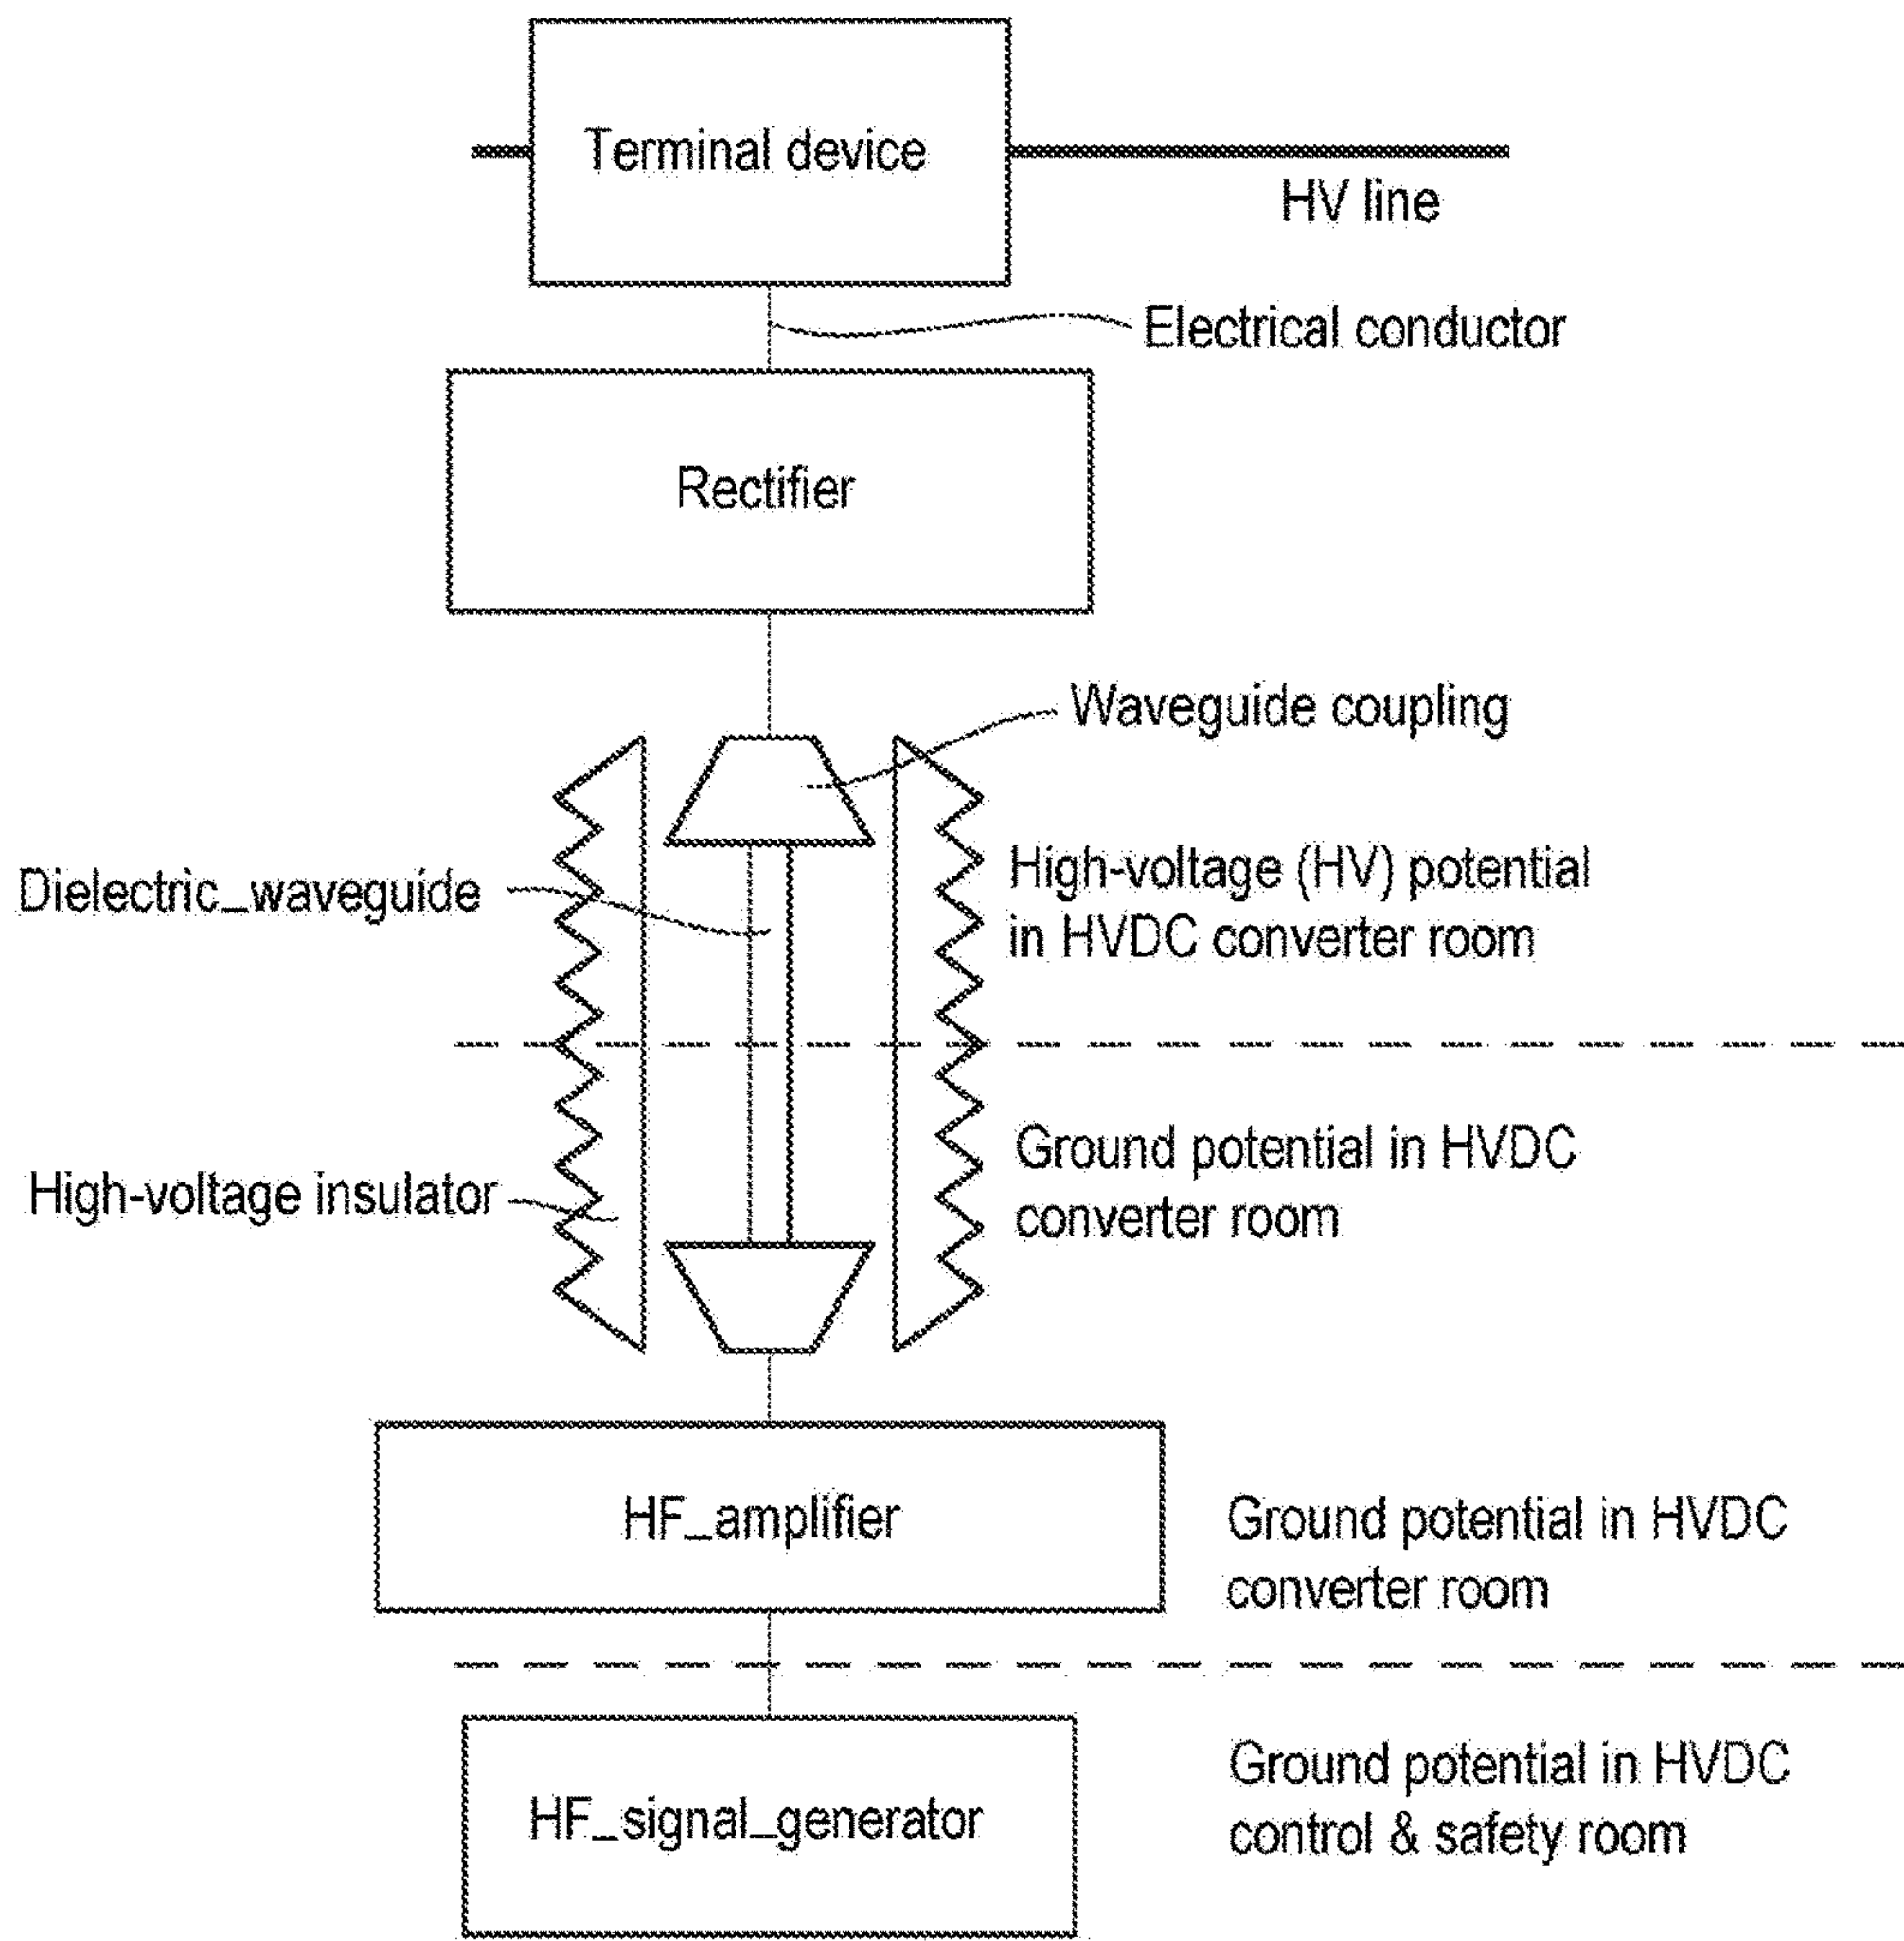 Terminal device
HV line
Electrical conductor
Rectifier
Waveguide coupling
High-voltage (HV) potential
in HVDC converter room
Dielectric_waveguide
Ground potential in HVDC
converter room
High-voltage insulator
HF_amplifier
Ground potential in HVDC
converter room
HF_signal_generator
Ground potential in HVDC
control & safety room